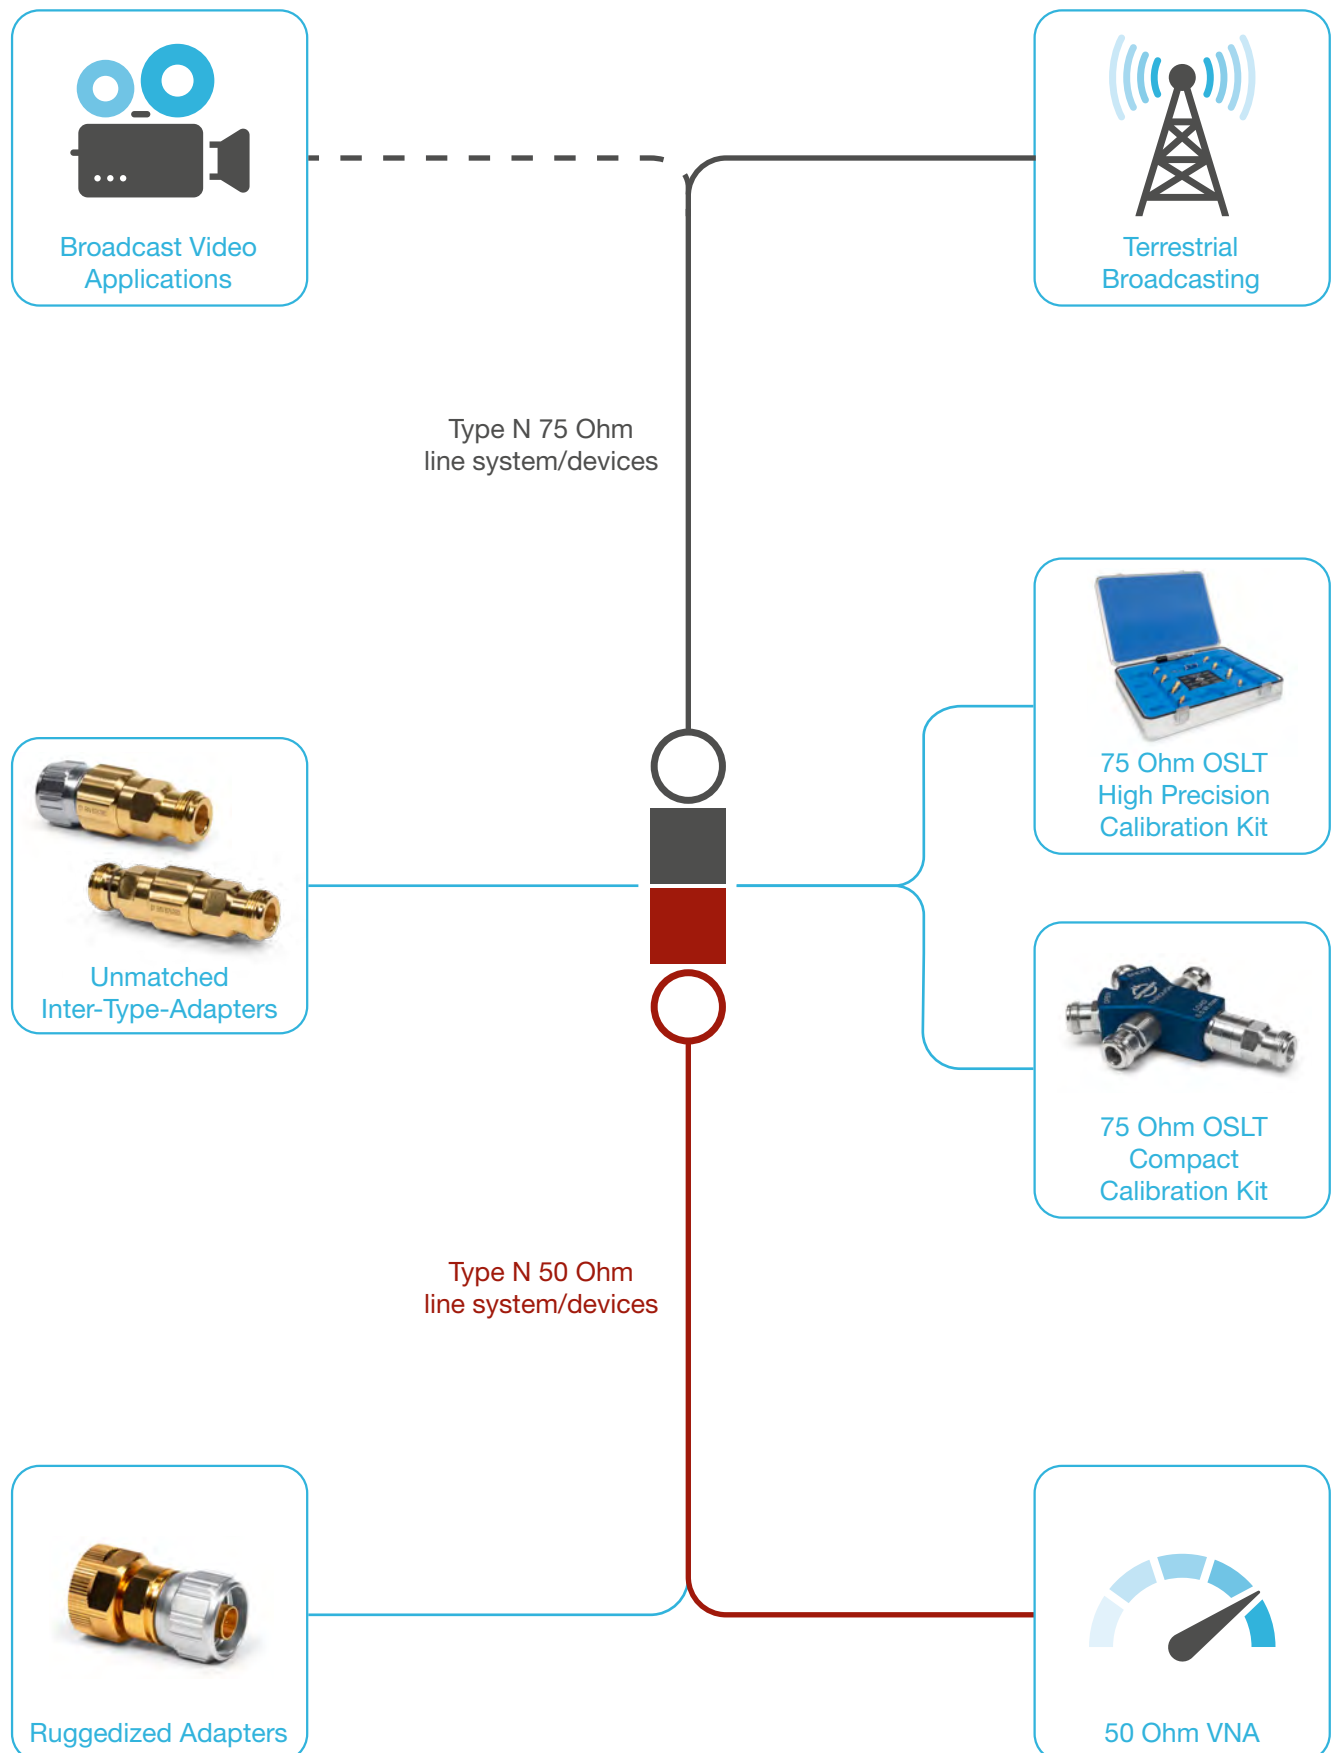 Broadcast Video
Applications
Terrestrial
Broadcasting
Type N 75 Ohm
line system/devices
75 Ohm OSLT
High Precision
Calibration Kit
Unmatched
Inter-Type-Adapters
75 Ohm OSLT
Compact
Calibration Kit
Type N 50 Ohm
line system/devices
Ruggedized Adapters
50 Ohm VNA